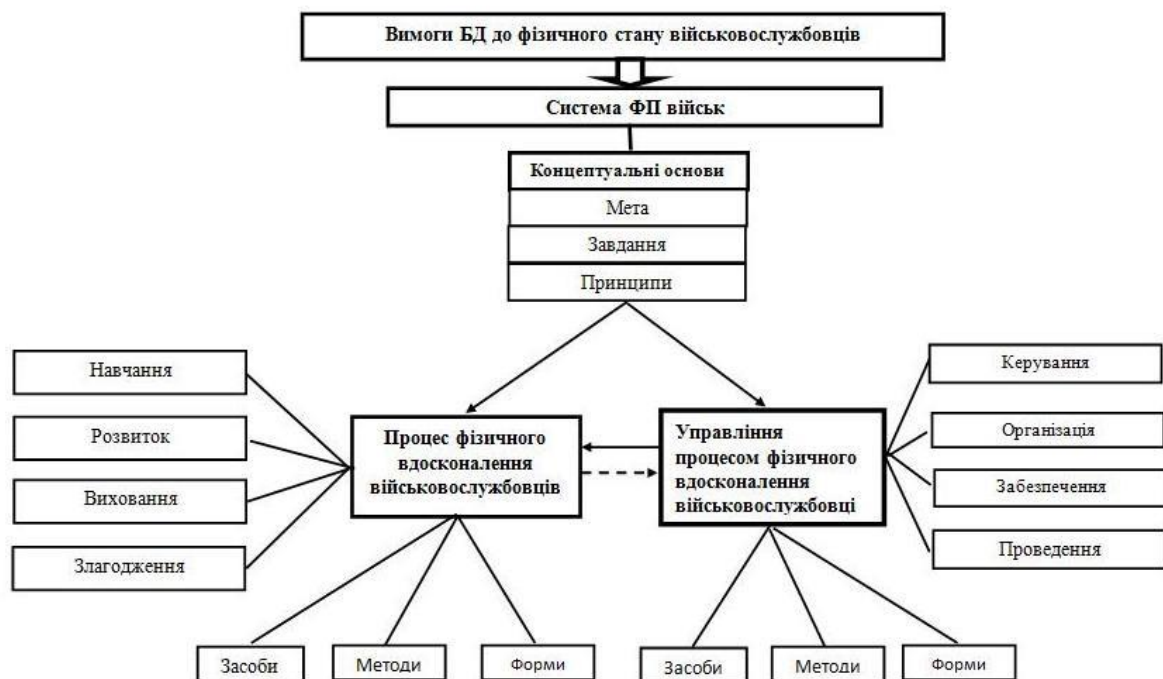 Вимоги БД до фізичного стану військовослужбовців
Система ФП військ
Концептуальні основи
Мета
Завдання
Принципи
Навчання
Розвиток
Виховання
Злагодження
Процес фізичного
вдосконалення
військовослужбовців
Управління
процесом фізичного
вдосконалення
військовослужбовці
Керування
Організація
Забезпечення
Проведення
Засоби
Методи
Форми
Засоби
Методи
Форми